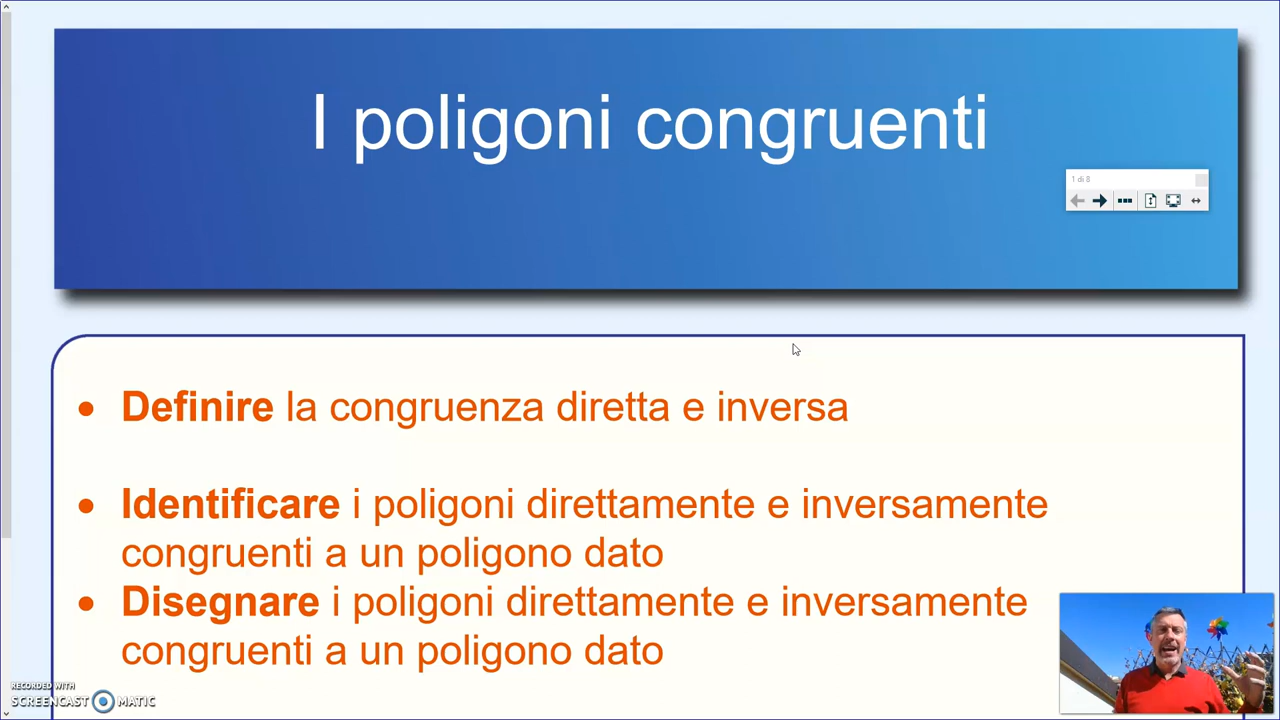 I poligoni congruenti
1 di 8
Definire la congruenza diretta e inversa
Identificare i poligoni direttamente e inversamente
congruenti a un poligono dato
Disegnare i poligoni direttamente e inversamente
congruenti a un poligono dato
RECORDED WITH
SCREENCAST MATIC